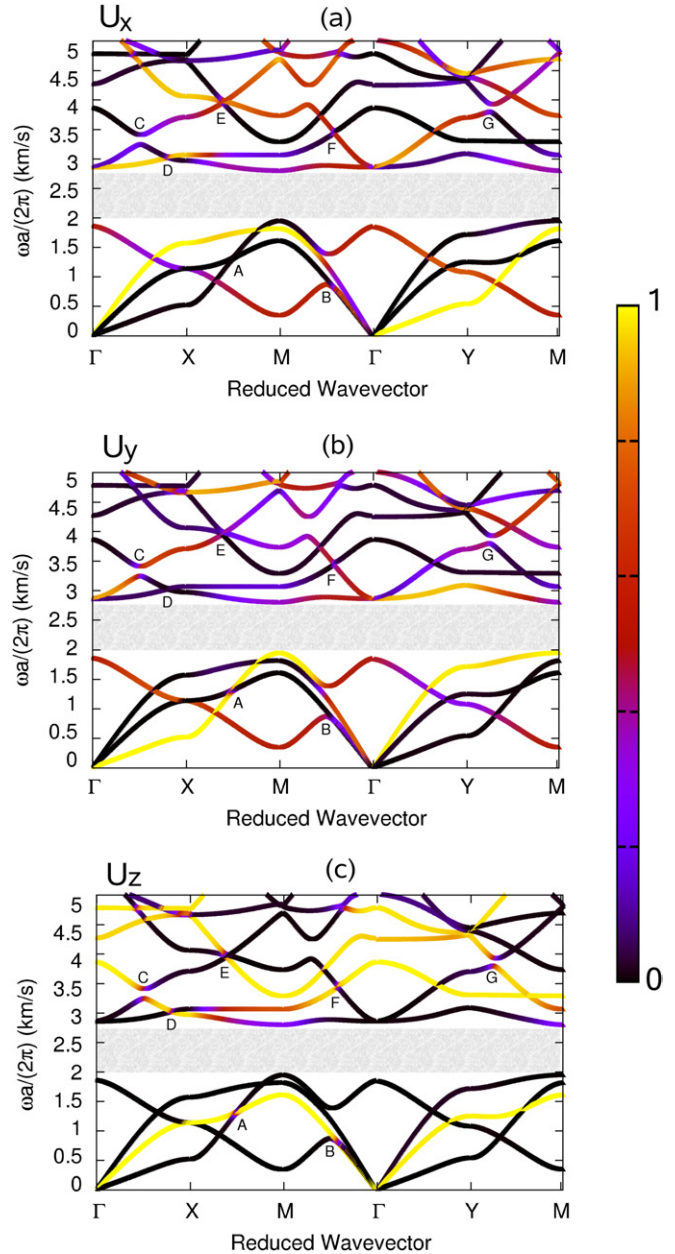 Ux (a)
ωa/(2π) (km/s)
5
4.5
4
3.5
3
2.5
2
1.5
1
0.5
0
C
E
G
D
F
A
B
Γ X M Γ Y M
Reduced Wavevector
1
0
Uy (b)
ωa/(2π) (km/s)
5
4.5
4
3.5
3
2.5
2
1.5
1
0.5
0
C
E
G
D
F
A
B
Γ X M Γ Y M
Reduced Wavevector
Uz (c)
ωa/(2π) (km/s)
5
4.5
4
3.5
3
2.5
2
1.5
1
0.5
0
C
E
G
D
F
A
B
Γ X M Γ Y M
Reduced Wavevector